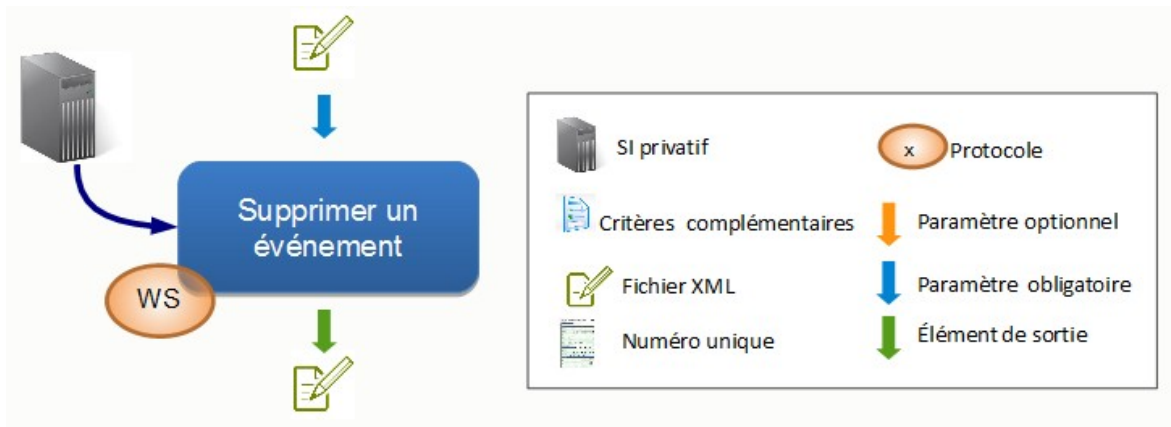 Supprimer un
événement
WS
SI privatif
x
Protocole
Critères complémentaires
Paramètre optionnel
Fichier XML
Paramètre obligatoire
Numéro unique
Élément de sortie